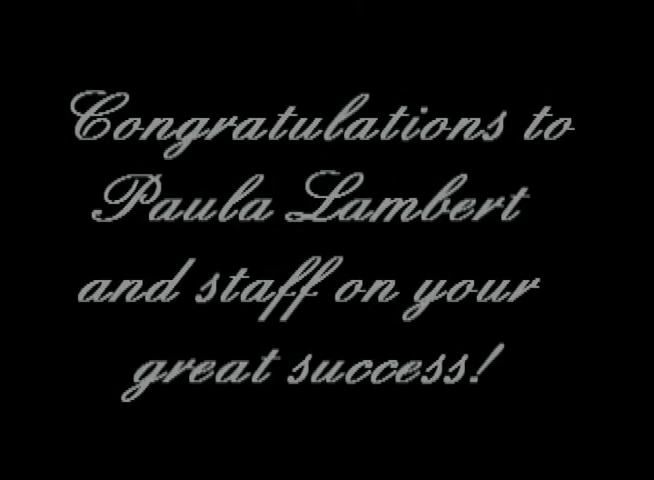 Congratulations to
Paula Lambert
and staff on your
great success!